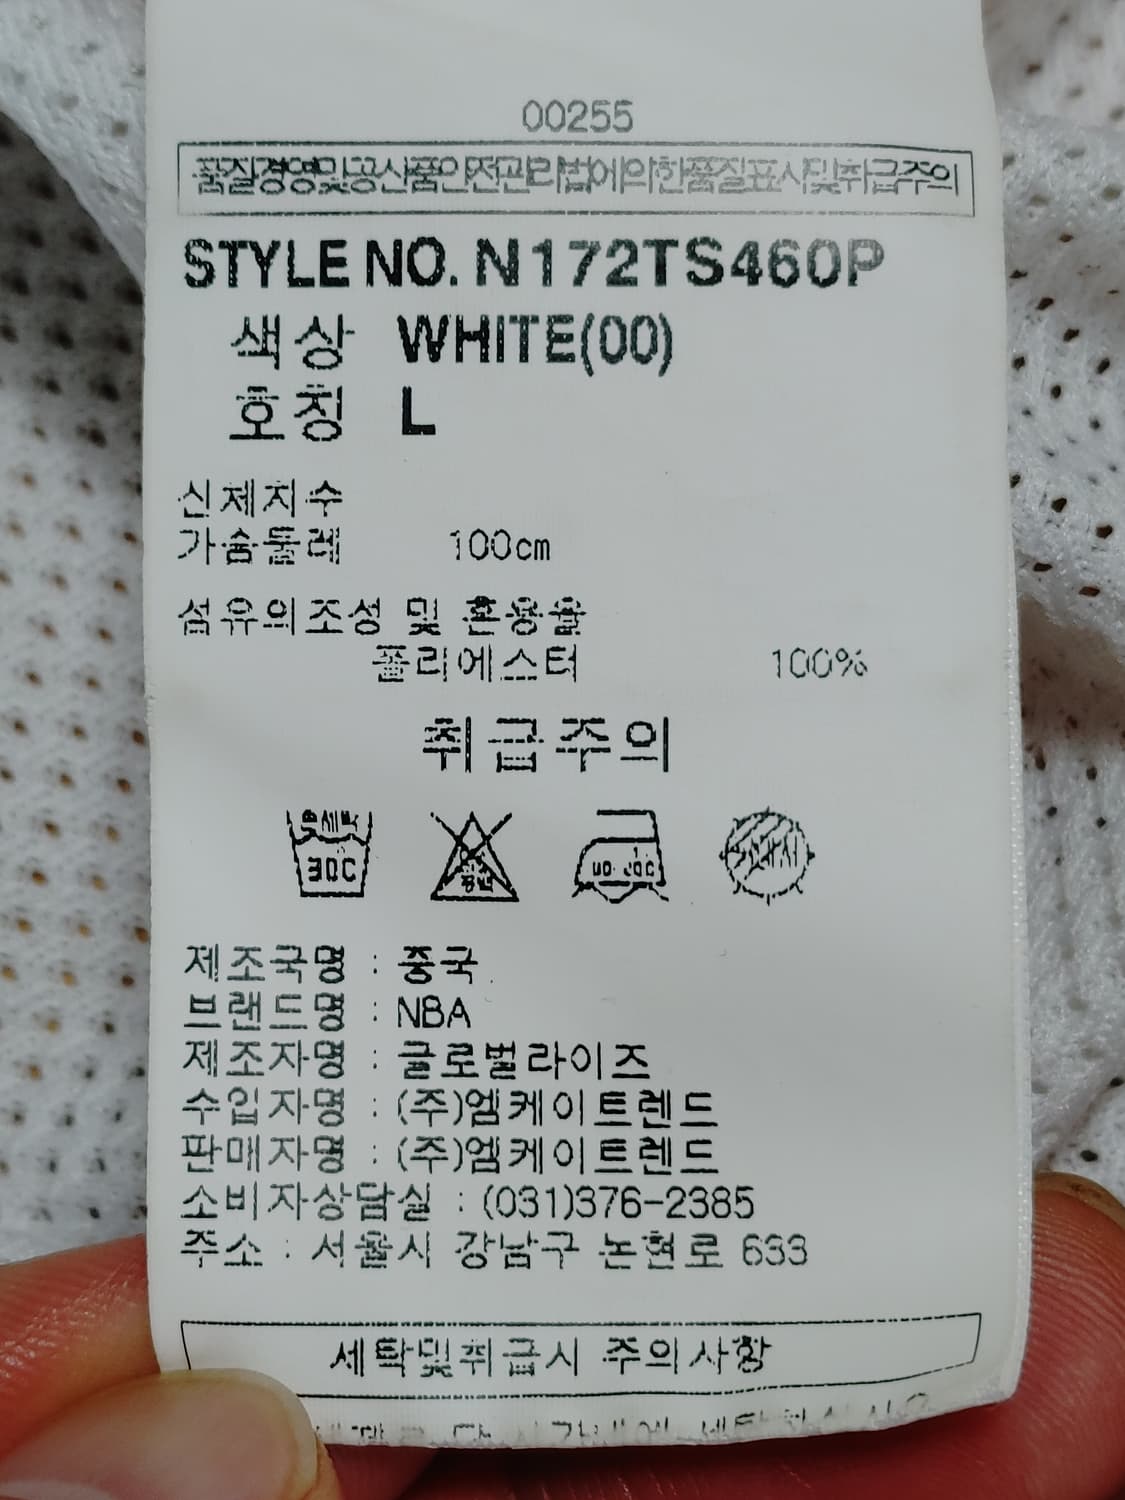 00255
품질경영및공산품안전관리법에의한품질표시및취급주의
STYLE NO. N172TS460P
색상 WHITE(00)
호칭 L
신체치수
가슴둘레 100cm
섬유의조성 및 혼용율
폴리에스터 100%
취급주의
손세탁
30C
제조국명 : 중국
브랜드명 : NBA
제조자명 : 글로벌라이즈
수입자명 : (주)엠케이트렌드
판매자명 : (주)엠케이트렌드
소비자상담실 : (031)376-2385
주소 : 서울시 강남구 논현로 633
세탁및취급시 주의사항